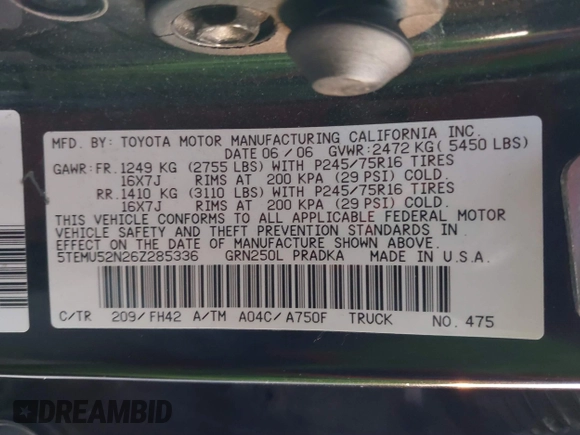 MFD. BY: TOYOTA MOTOR MANUFACTURING CALIFORNIA INC.
DATE 06 / 06 GVWR: 2472 KG ( 5450 LBS)
GAWR: FR. 1249 KG (2755 LBS) WITH P245/75R16 TIRES
16X7J RIMS AT 200 KPA (29 PSI) COLD.
RR. 1410 KG (3110 LBS) WITH P245/75R16 TIRES
16X7J RIMS AT 200 KPA (29 PSI) COLD.
THIS VEHICLE CONFORMS TO ALL APPLICABLE FEDERAL MOTOR
VEHICLE SAFETY AND THEFT PREVENTION STANDARDS IN
EFFECT ON THE DATE OF MANUFACTURE SHOWN ABOVE.
5TEMU52N26Z285336 GRN250L PRADKA MADE IN U.S.A.
C/TR 209/ FH42 A/TM A04C/ A750F TRUCK NO. 475
DREAMBID